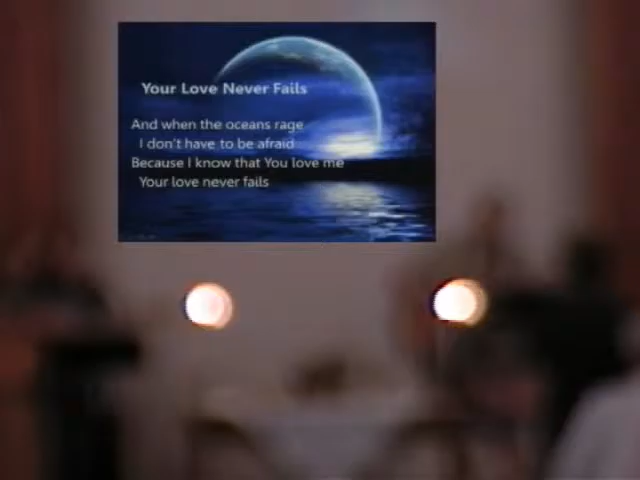 Your Love Never Fails
And when the oceans rage
I don't have to be afraid
Because I know that You love me
Your love never fails